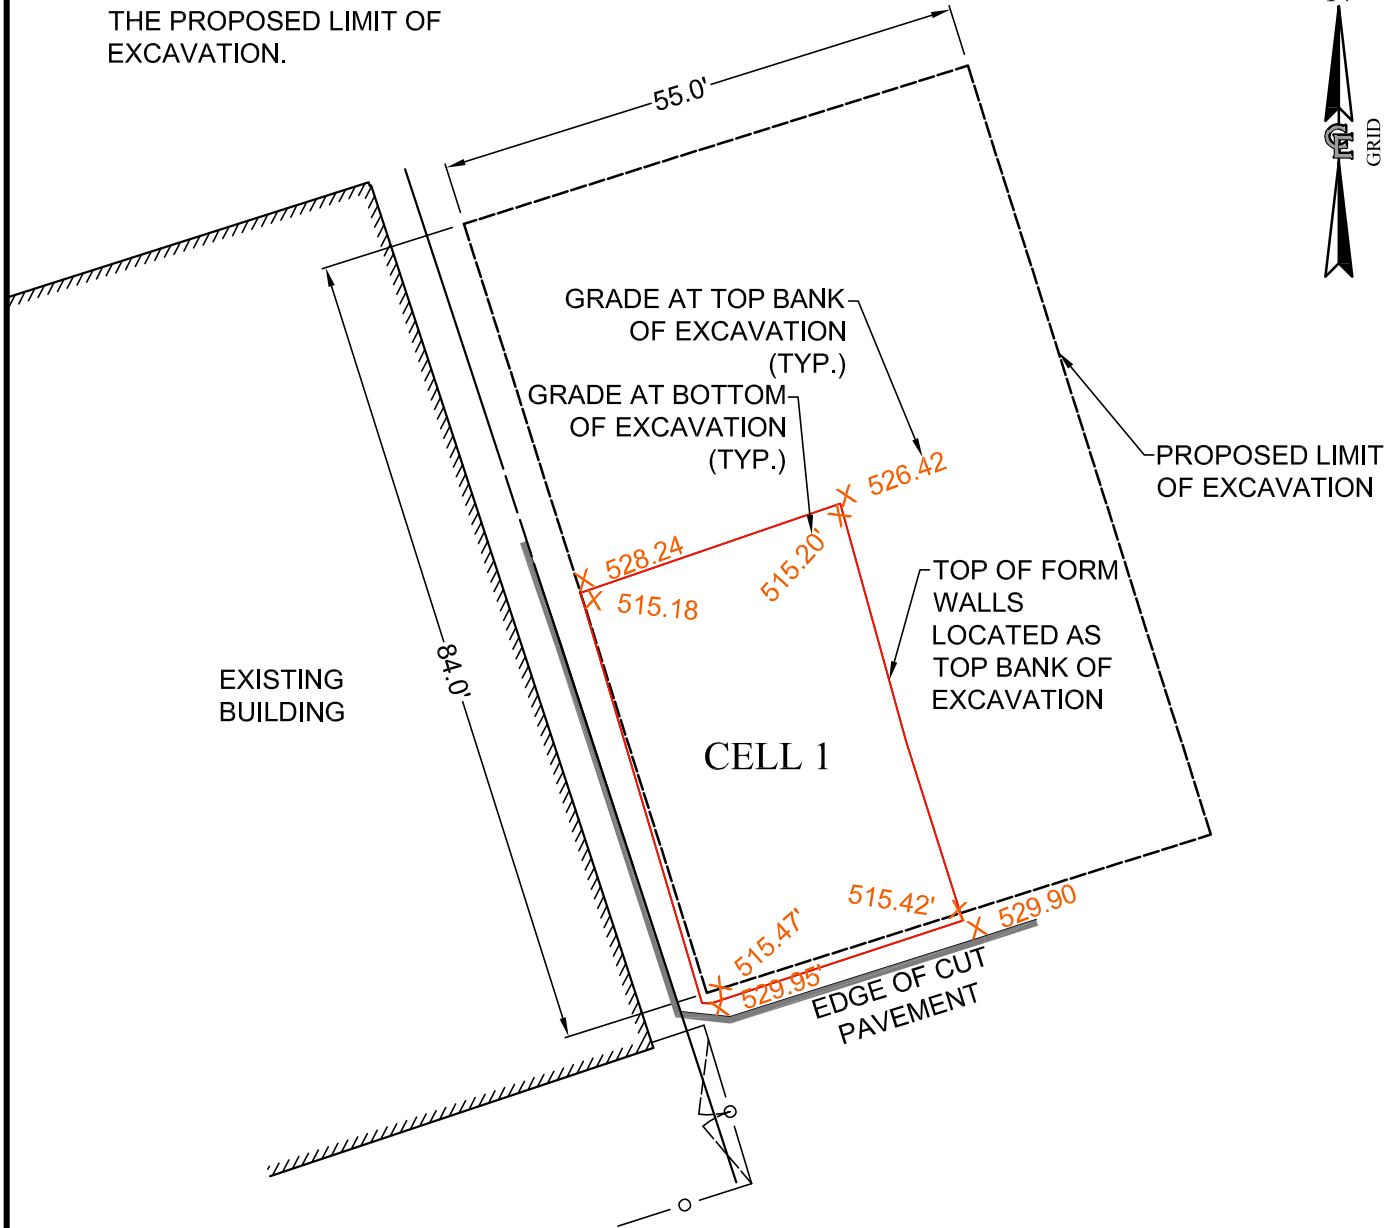 THE PROPOSED LIMIT OF
EXCAVATION.
55.0'
GRID
GRADE AT TOP BANK
OF EXCAVATION
(TYP.)
GRADE AT BOTTOM
OF EXCAVATION
(TYP.)
PROPOSED LIMIT
OF EXCAVATION
X 526.42
X
515.20'
X 528.24
X 515.18
TOP OF FORM
WALLS
LOCATED AS
TOP BANK OF
EXCAVATION
84.0'
EXISTING
BUILDING
CELL 1
515.42'
X
X 529.90
515.47'
X
X 529.95'
EDGE OF CUT
PAVEMENT